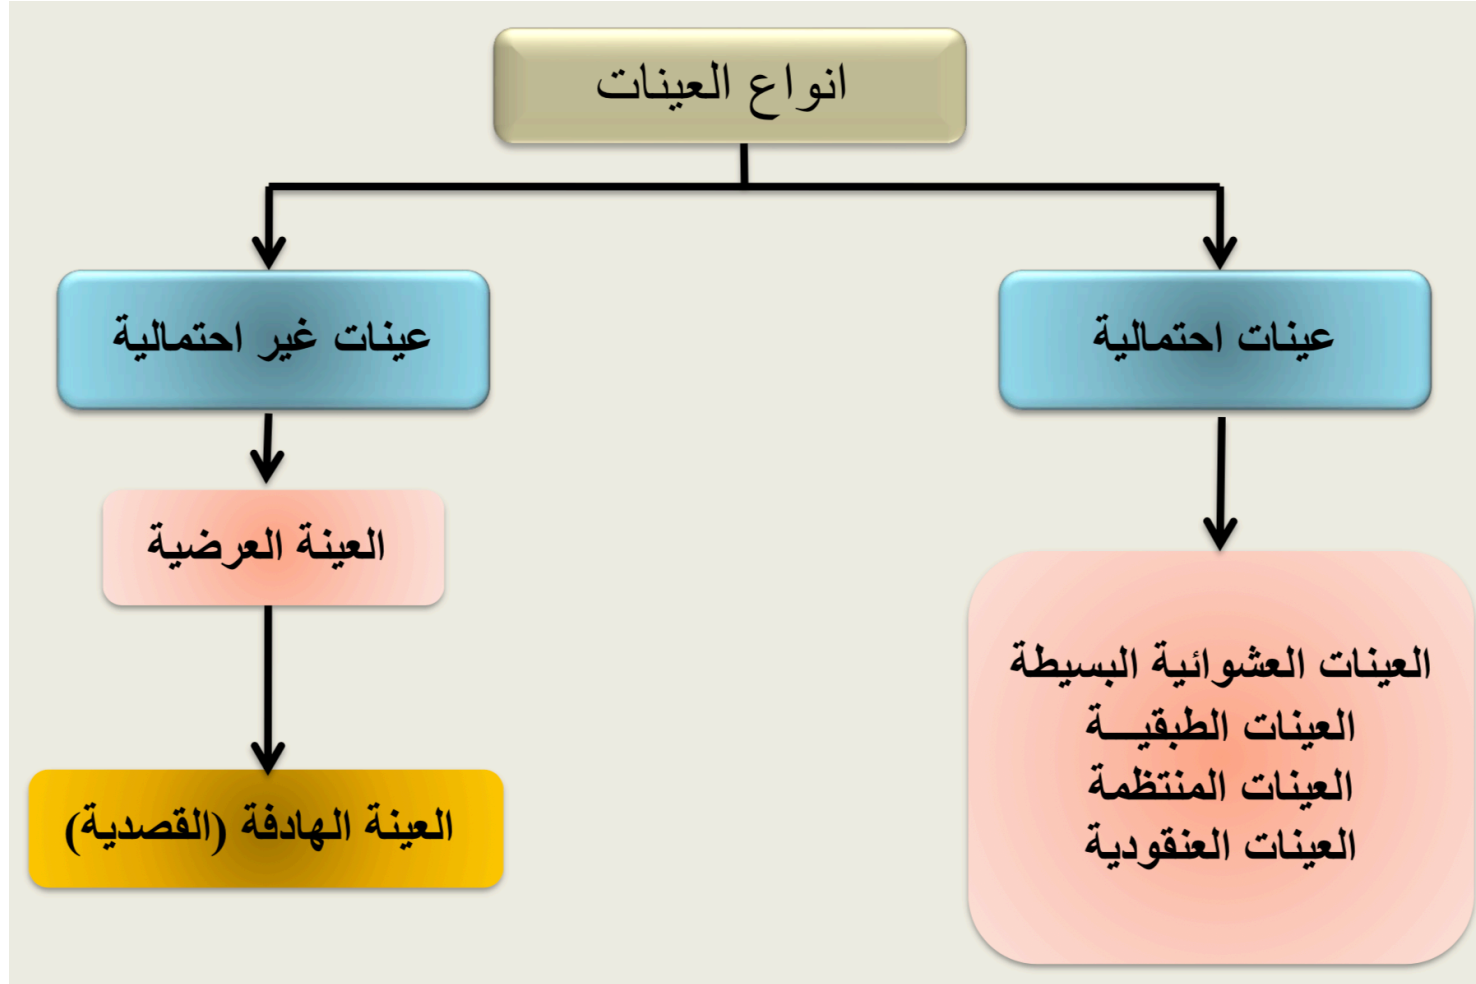 انواع العينات
عينات احتمالية
عينات غير احتمالية
العينة العرضية
العينات العشوائية البسيطة
العينات الطبقيـــة
العينات المنتظمة
العينات العنقودية
العينة الهادفة (القصدية)